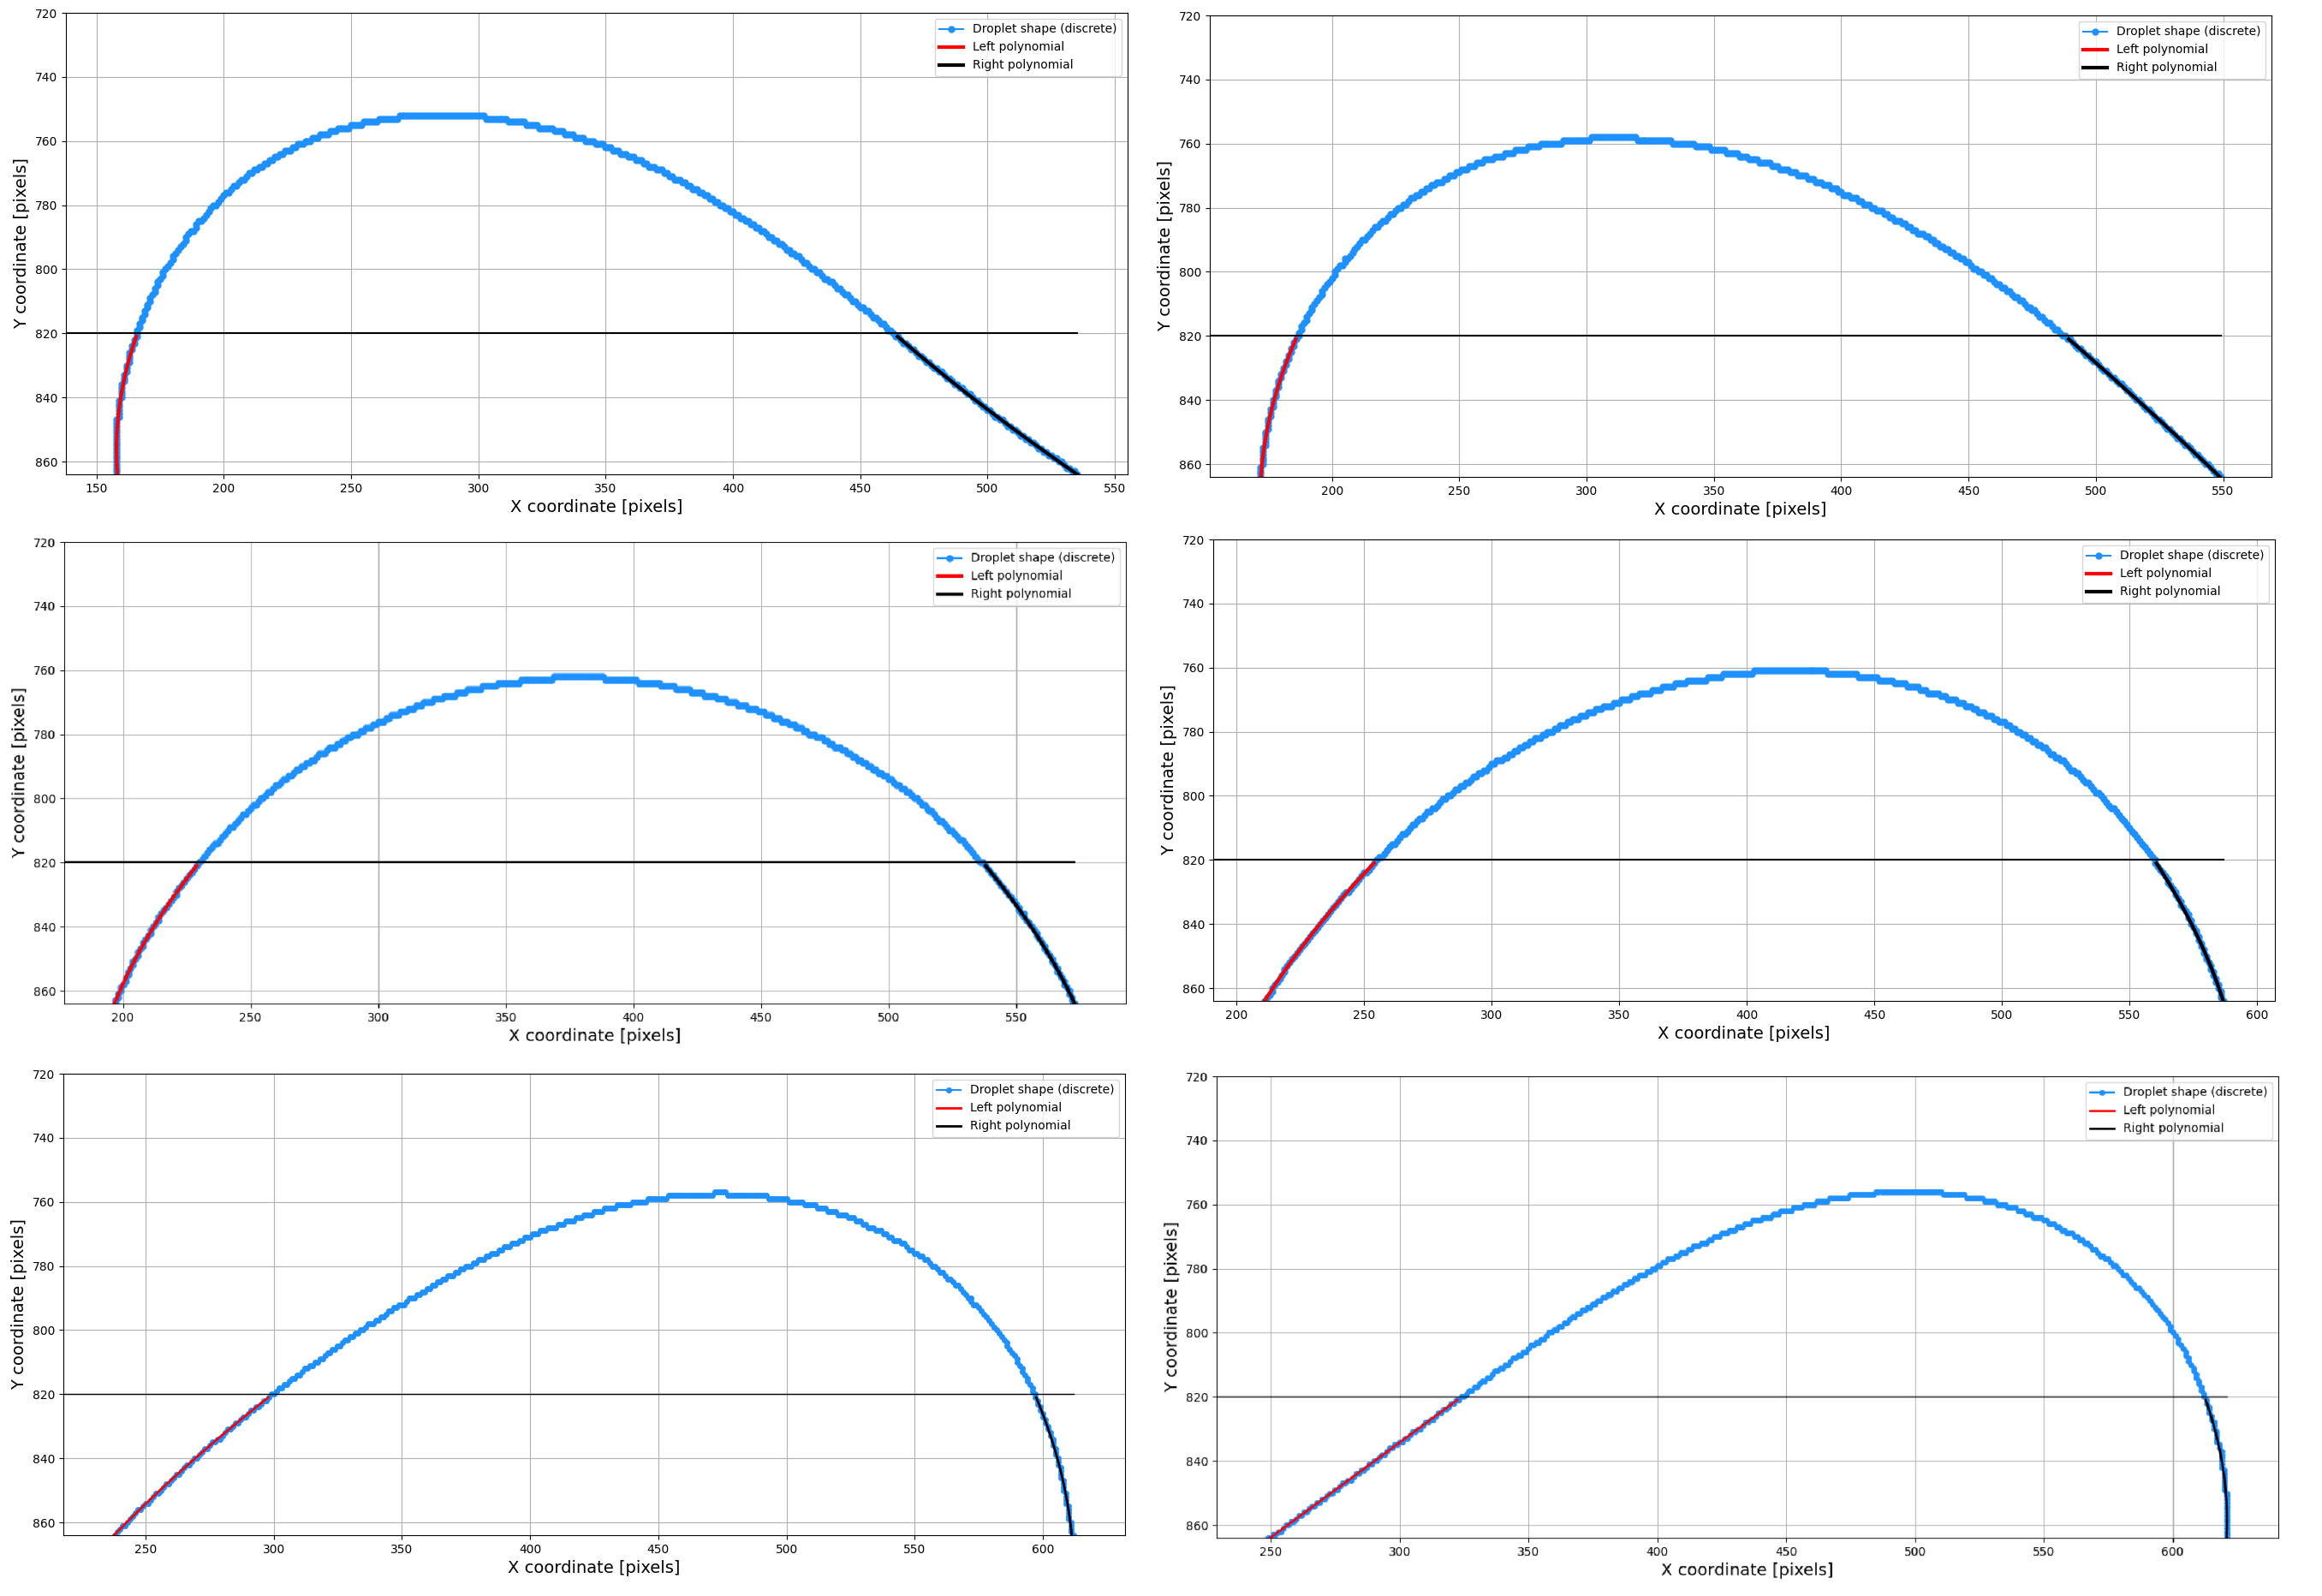 720
740
760
780
800
820
840
860
Y coordinate [pixels]
Droplet shape (discrete)
Left polynomial
Right polynomial
150 200 250 300 350 400 450 500 550
X coordinate [pixels]
720
740
760
780
800
820
840
860
Y coordinate [pixels]
Droplet shape (discrete)
Left polynomial
Right polynomial
200 250 300 350 400 450 500 550
X coordinate [pixels]
720
740
760
780
800
820
840
860
Y coordinate [pixels]
Droplet shape (discrete)
Left polynomial
Right polynomial
200 250 300 350 400 450 500 550
X coordinate [pixels]
720
740
760
780
800
820
840
860
Y coordinate [pixels]
Droplet shape (discrete)
Left polynomial
Right polynomial
200 250 300 350 400 450 500 550 600
X coordinate [pixels]
720
740
760
780
800
820
840
860
Y coordinate [pixels]
Droplet shape (discrete)
Left polynomial
Right polynomial
250 300 350 400 450 500 550 600
X coordinate [pixels]
720
740
760
780
800
820
840
860
Y coordinate [pixels]
Droplet shape (discrete)
Left polynomial
Right polynomial
250 300 350 400 450 500 550 600
X coordinate [pixels]